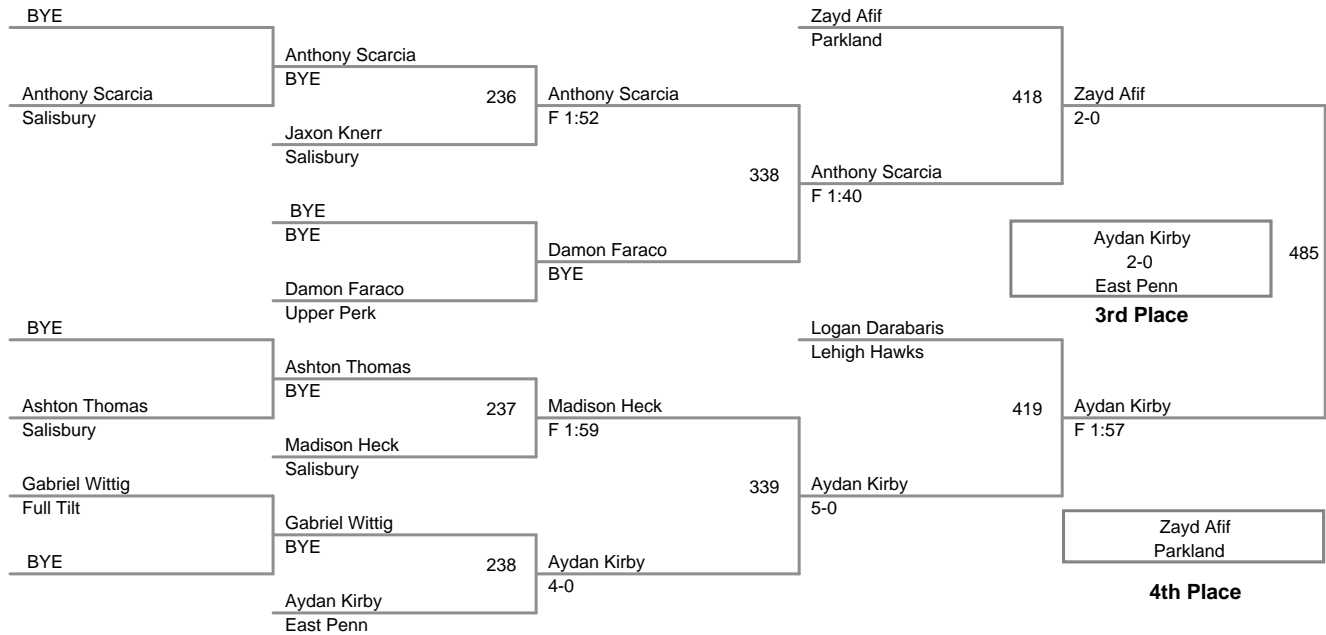 BYE
Anthony Scarcia
Salisbury
BYE
Ashton Thomas
Salisbury
Gabriel Wittig
Full Tilt
BYE
Anthony Scarcia
BYE
236
Jaxon Knerr
Salisbury
BYE
BYE
Damon Faraco
Upper Perk
Ashton Thomas
BYE
237
Madison Heck
Salisbury
Gabriel Wittig
BYE
238
Aydan Kirby
East Penn
Anthony Scarcia
F 1:52
338
Damon Faraco
BYE
Madison Heck
F 1:59
339
Aydan Kirby
4-0
Zayd Afif
Parkland
418
Anthony Scarcia
F 1:40
Logan Darabaris
Lehigh Hawks
419
Aydan Kirby
5-0
Zayd Afif
2-0
485
Aydan Kirby
F 1:57
Aydan Kirby
2-0
East Penn
3rd Place
Zayd Afif
Parkland
4th Place